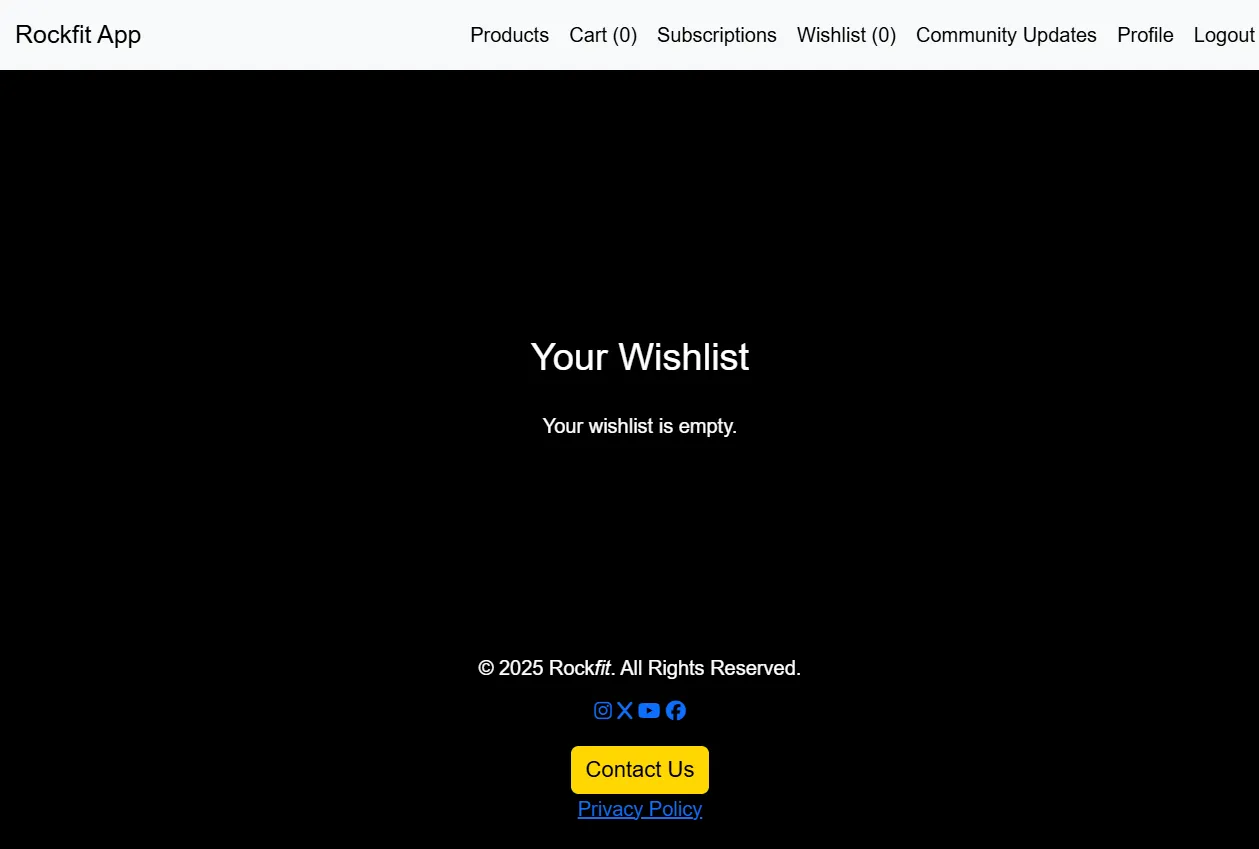 Rockfit App Products Cart (0) Subscriptions Wishlist (0) Community Updates Profile Logout
Your Wishlist
Your wishlist is empty.
© 2025 Rockfit. All Rights Reserved.
Contact Us
Privacy Policy